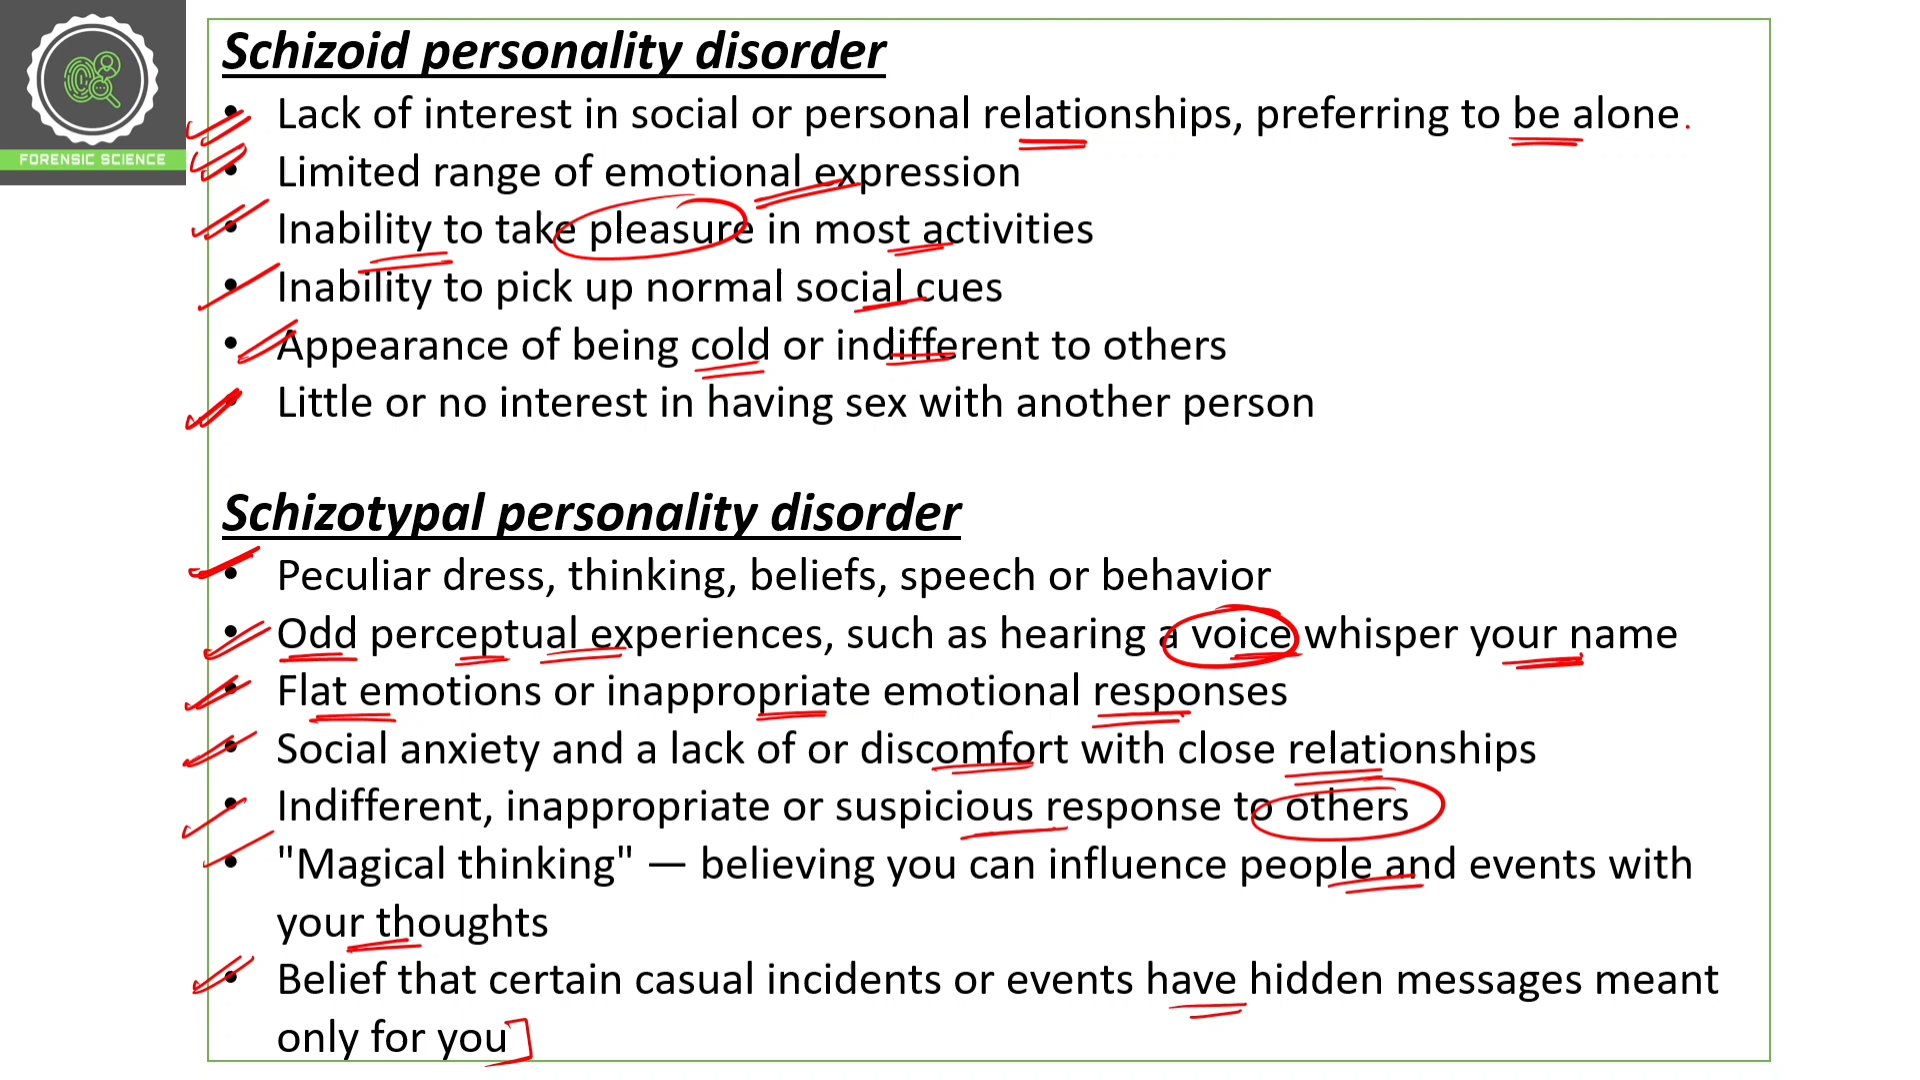 FORENSIC SCIENCE
Schizoid personality disorder
• Lack of interest in social or personal relationships, preferring to be alone.
• Limited range of emotional expression
• Inability to take pleasure in most activities
• Inability to pick up normal social cues
• Appearance of being cold or indifferent to others
• Little or no interest in having sex with another person
Schizotypal personality disorder
• Peculiar dress, thinking, beliefs, speech or behavior
• Odd perceptual experiences, such as hearing a voice whisper your name
• Flat emotions or inappropriate emotional responses
• Social anxiety and a lack of or discomfort with close relationships
• Indifferent, inappropriate or suspicious response to others
• "Magical thinking" — believing you can influence people and events with
your thoughts
• Belief that certain casual incidents or events have hidden messages meant
only for you